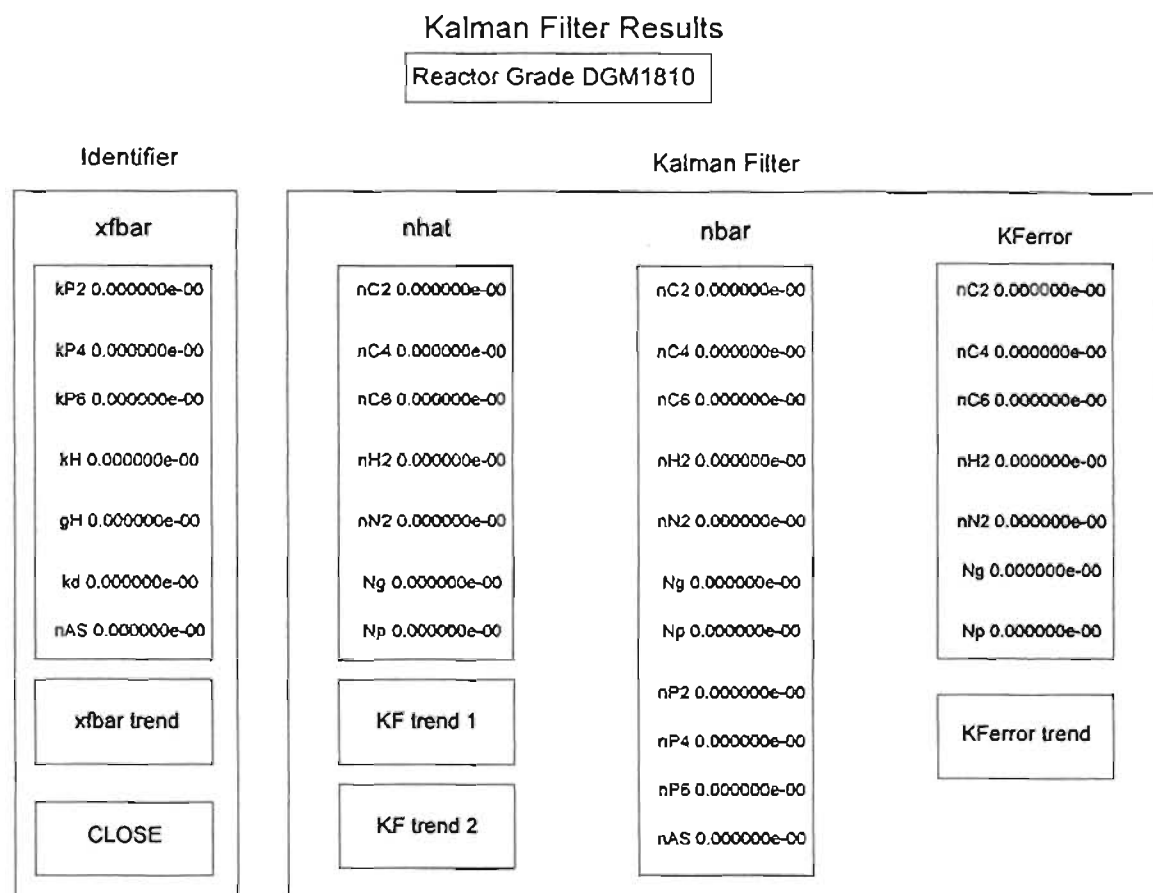 Kalman Filter Results
Reactor Grade DGM1810
Identifier
xfbar
kP2 0.000000e-00
kP4 0.000000e-00
kP6 0.000000e-00
kH 0.000000e-00
gH 0.000000e-00
kd 0.000000e-00
nAS 0.000000e-00
xfbar trend
CLOSE
Kalman Filter
nhat
nC2 0.000000e-00
nC4 0.000000e-00
nC6 0.000000e-00
nH2 0.000000e-00
nN2 0.000000e-00
Ng 0.000000e-00
Np 0.000000e-00
KF trend 1
KF trend 2
nbar
nC2 0.000000e-00
nC4 0.000000e-00
nC6 0.000000e-00
nH2 0.000000e-00
nN2 0.000000e-00
Ng 0.000000e-00
Np 0.000000e-00
nP2 0.000000e-00
nP4 0.000000e-00
nP6 0.000000e-00
nAS 0.000000e-00
KFerror
nC2 0.000000e-00
nC4 0.000000e-00
nC6 0.000000e-00
nH2 0.000000e-00
nN2 0.000000e-00
Ng 0.000000e-00
Np 0.000000e-00
KFerror trend